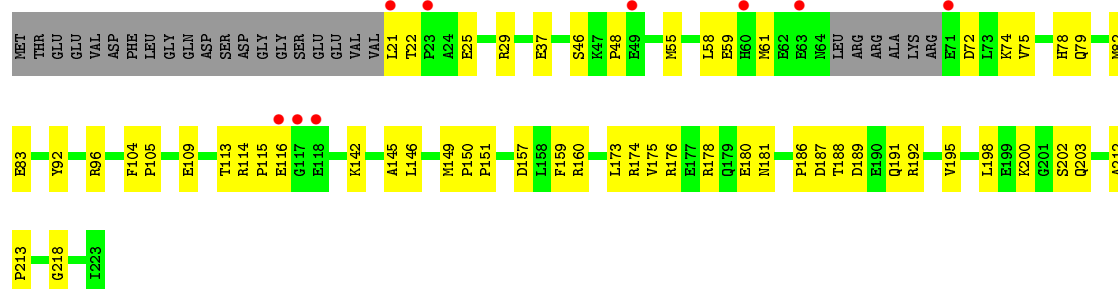 MET THR GLU GLU VAL ASP PHE LEU GLY GLN ASP SER ASP GLY GLY SER GLU GLU VAL VAL L21 T22 P23 A24 E25 R29 E37 S46 K47 P48 E49 M55 L58 E59 H60 M61 E62 E63 N64 LEU ARG ARG ALA LYS ARG E71 D72 L73 K74 V75 H78 Q79 M82
E83 Y92 R96 F104 P105 E109 T113 R114 P115 E116 G117 E118 K142 A145 L146 M149 P150 P151 D157 L158 F159 R160 L173 R174 V175 R176 E177 R178 Q179 E180 N181 P186 D187 T188 D189 E190 Q191 R192 V195 L198 E199 K200 G201 S202 Q203 A212
P213 G218 I223